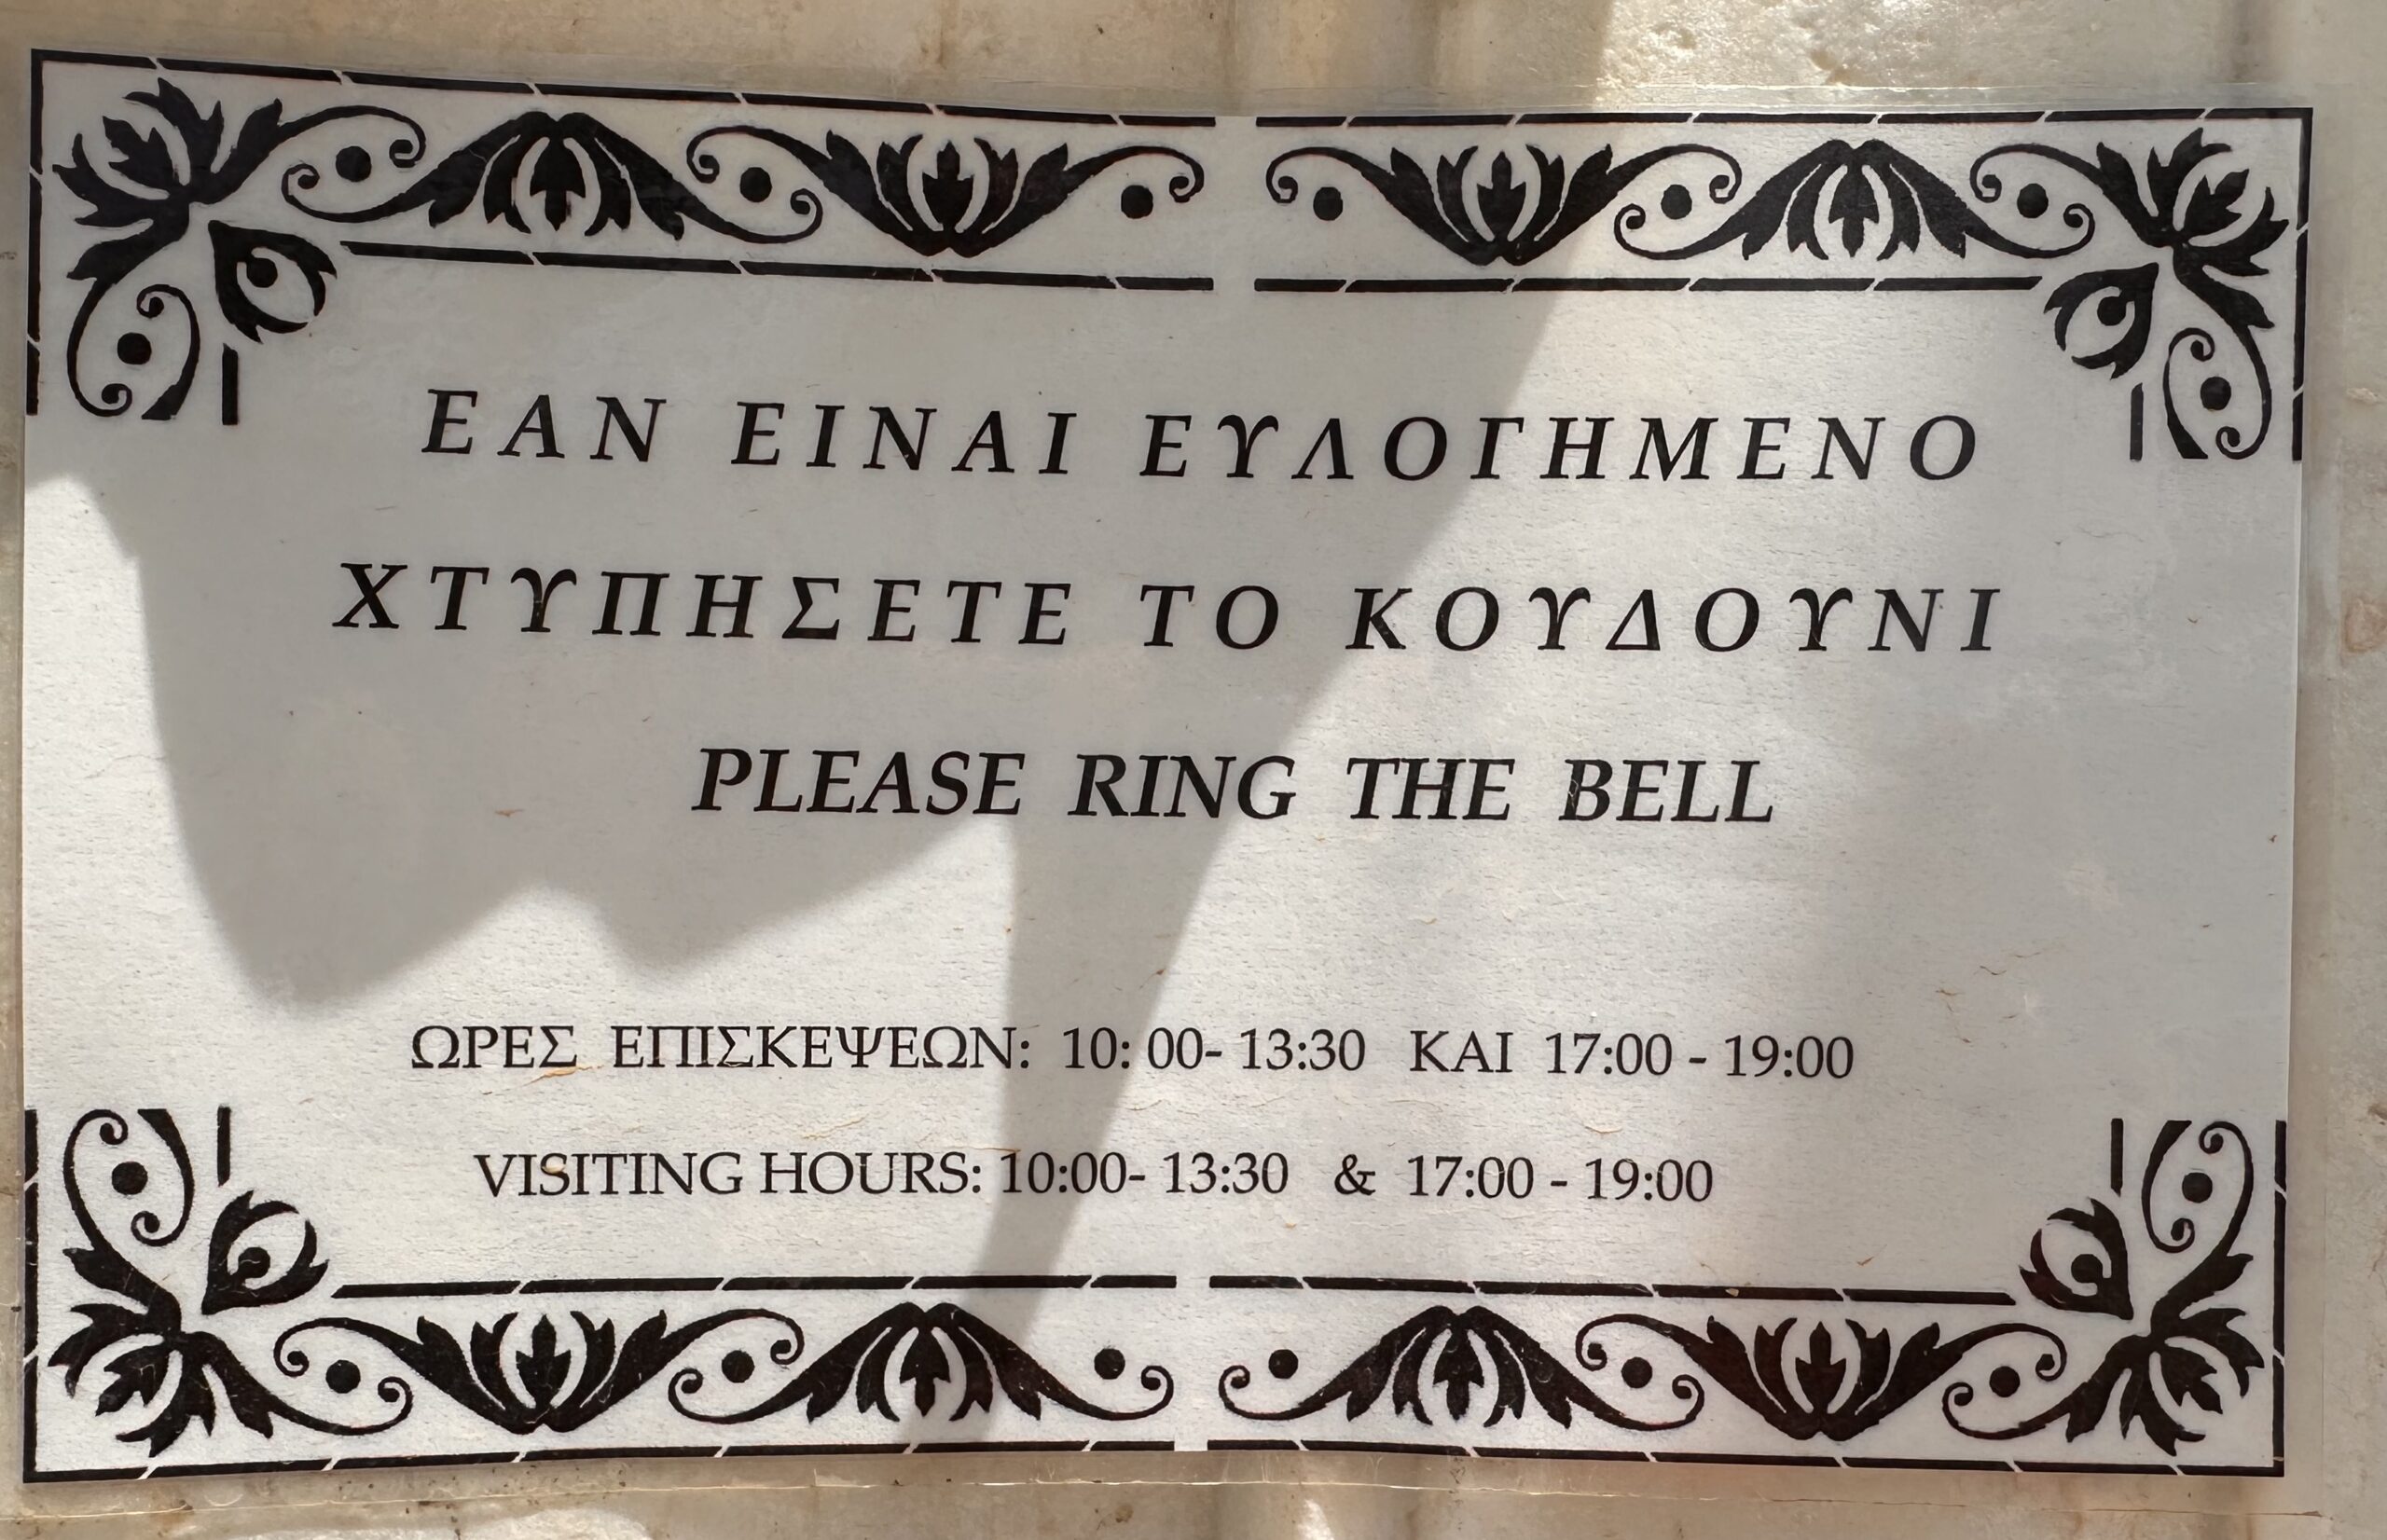 ΕΑΝ ΕΙΝΑΙ ΕΥΛΟΓΗΜΕΝΟ
ΧΤΥΠΗΣΕΤΕ ΤΟ ΚΟΥΔΟΥΝΙ
PLEASE RING THE BELL
ΩΡΕΣ ΕΠΙΣΚΕΨΕΩΝ: 10: 00- 13:30 ΚΑΙ 17:00 - 19:00
VISITING HOURS: 10:00- 13:30 & 17:00 - 19:00